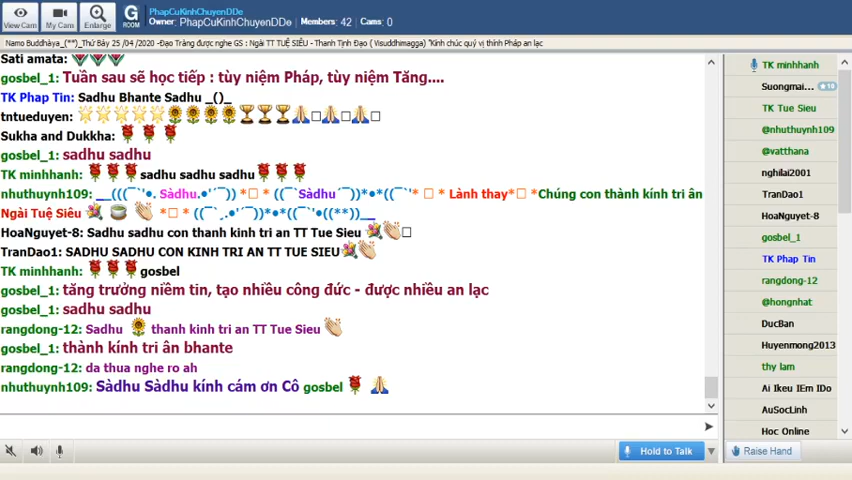 PhapCuKinhChuyenDDe
Owner: PhapCuKinhChuyenDDe Members: 42 Cams: 0
View Cam
My Cam
Enlarge
G
ROOM
Namo Buddhàya_(**)_Thứ Bảy 25 /04 /2020 -Đạo Tràng được nghe GS : Ngài TT TUỆ SIÊU - Thanh Tịnh Đạo ( Visuddhimagga) "Kính chúc quý vị thính Pháp an lạc
Sati amata:
gosbel_1: Tuần sau sẽ học tiếp : tùy niệm Pháp, tùy niệm Tăng....
TK Phap Tin: Sadhu Bhante Sadhu _()_
tntueduyen:
Sukha and Dukkha:
gosbel_1: sadhu sadhu
TK minhhanh: sadhu sadhu sadhu
nhuthuynh109: __(((¯`'•. Sàdhu.•'´¯)) *□ * ((¯`Sàdhu´¯))*•*((¯`'* □ * Lành thay*□ *Chúng con thành kính tri ân
Ngài Tuệ Siêu *□ * ((¯`¸.•'´¯))*•*((¯`'•((**))__
HoaNguyet-8: Sadhu sadhu con thanh kinh tri an TT Tue Sieu
TranDao1: SADHU SADHU CON KINH TRI AN TT TUE SIEU
TK minhhanh: gosbel
gosbel_1: tăng trưởng niềm tin, tạo nhiều công đức - được nhiều an lạc
gosbel_1: sadhu sadhu
rangdong-12: Sadhu thanh kinh tri an TT Tue Sieu
gosbel_1: thành kính tri ân bhante
rangdong-12: da thua nghe ro ah
nhuthuynh109: Sàdhu Sàdhu kính cám ơn Cô gosbel
Hold to Talk
Raise Hand
TK minhhanh
Suongmai... 10
TK Tue Sieu
@nhuthuynh109
@vatthana
nghilai2001
TranDao1
HoaNguyet-8
gosbel_1
TK Phap Tin
rangdong-12
@hongnhat
DucBan
Huyenmong2013
thy lam
Ai lkeu IErn IDo
AuSocLinh
Hoc Online